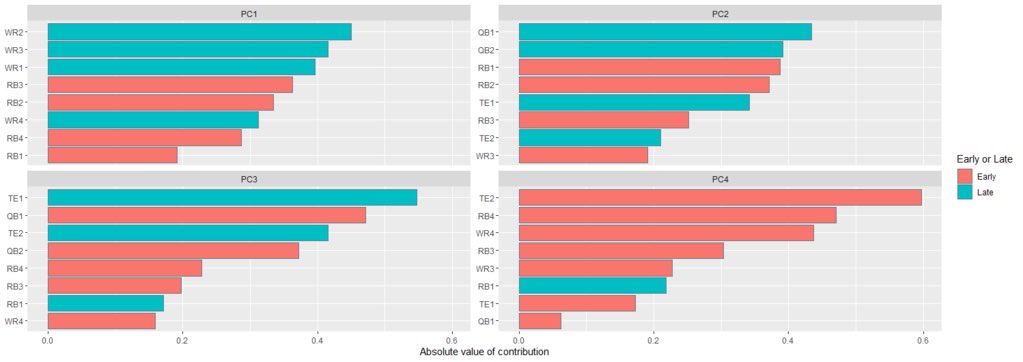 PC1
WR2
WR3
WR1
RB3
RB2
WR4
RB4
RB1
PC2
QB1
QB2
RB1
RB2
TE1
RB3
TE2
WR3
PC3
TE1
QB1
TE2
QB2
RB4
RB3
RB1
WR4
0.0 0.2 0.4 0.6
PC4
TE2
RB4
WR4
RB3
WR3
RB1
TE1
QB1
0.0 0.2 0.4 0.6
Absolute value of contribution
Early or Late
Early
Late